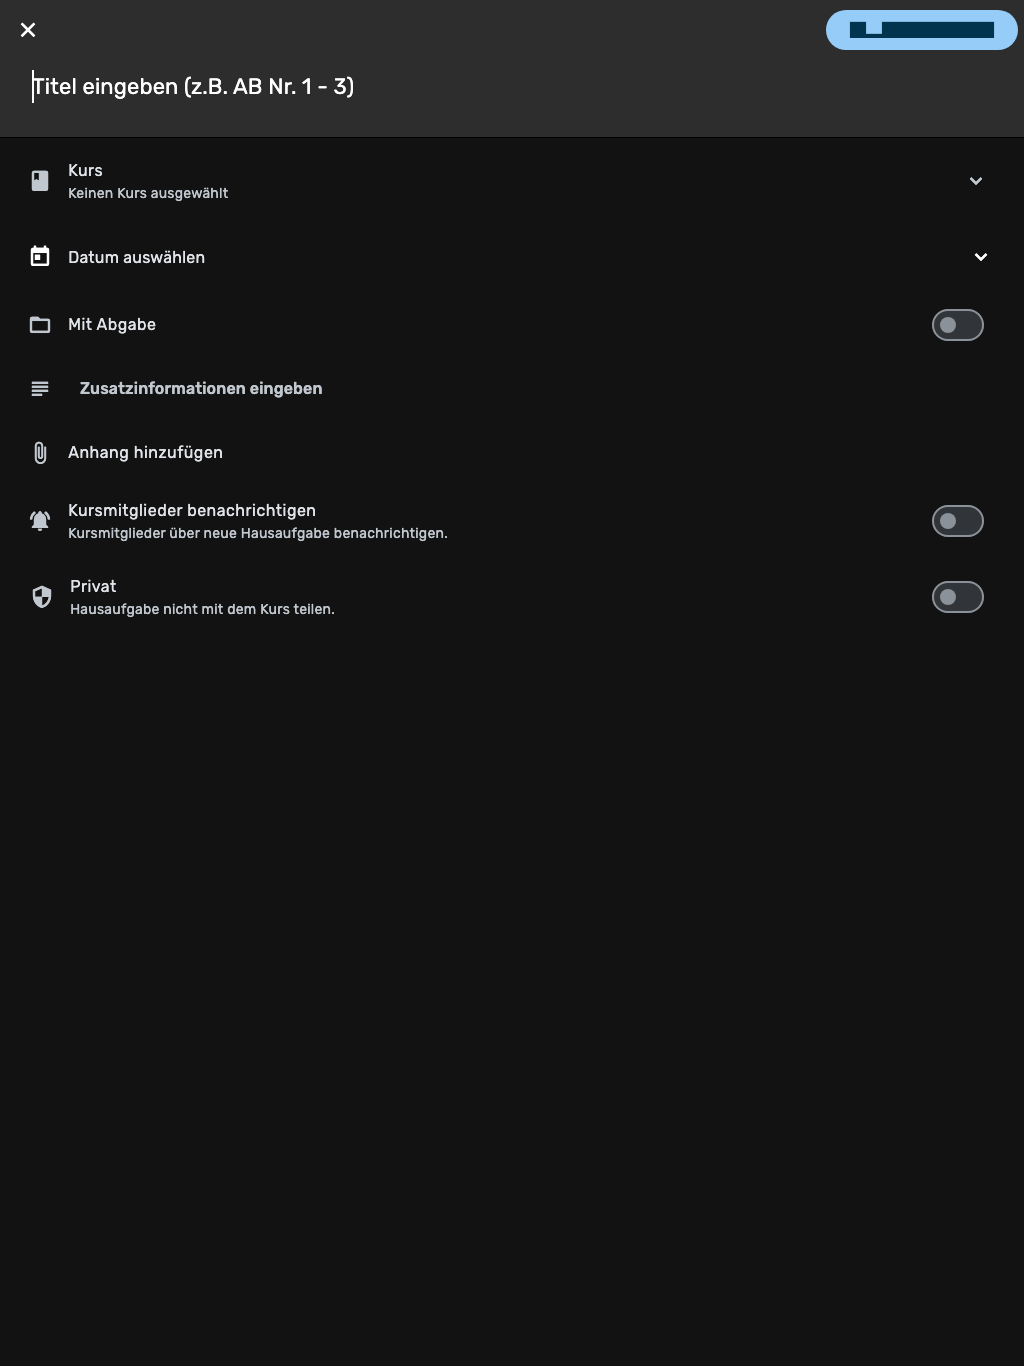 Titel eingeben (z.B. AB Nr. 1 - 3)
Kurs
Keinen Kurs ausgewählt
Datum auswählen
Mit Abgabe
Zusatzinformationen eingeben
Anhang hinzufügen
Kursmitglieder benachrichtigen
Kursmitglieder über neue Hausaufgabe benachrichtigen.
Privat
Hausaufgabe nicht mit dem Kurs teilen.